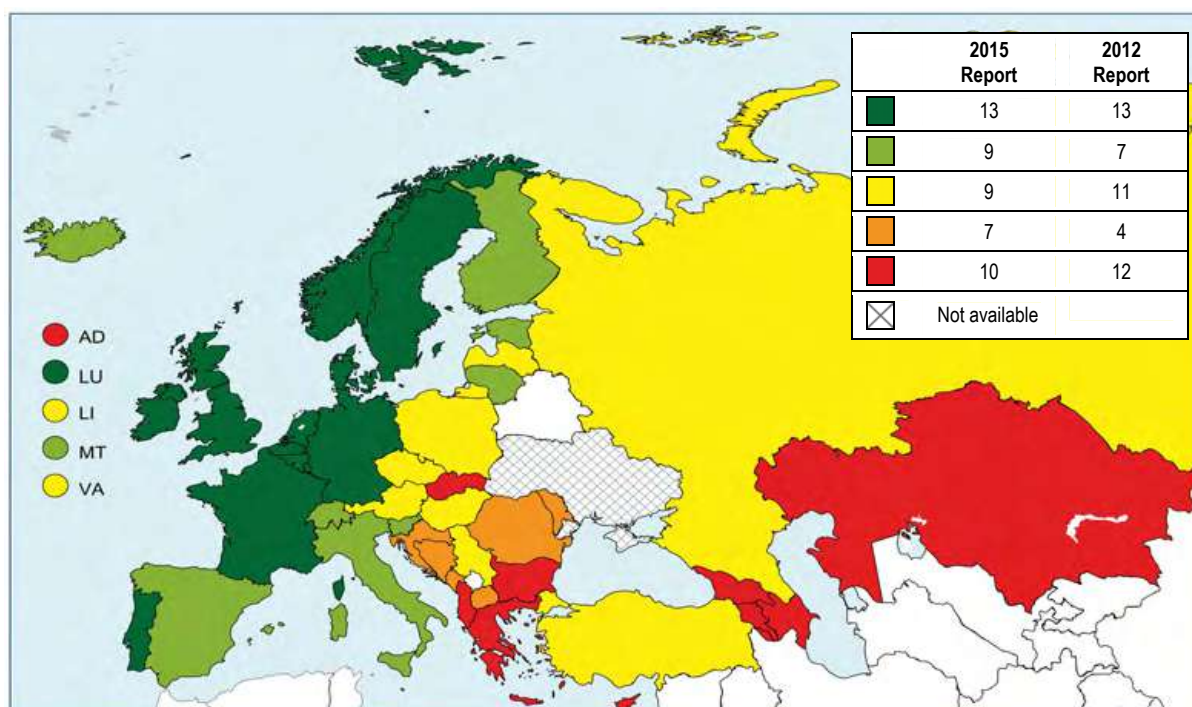 2015 Report 2012 Report
13 13
9 7
9 11
7 4
10 12
Not available
AD
LU
LI
MT
VA